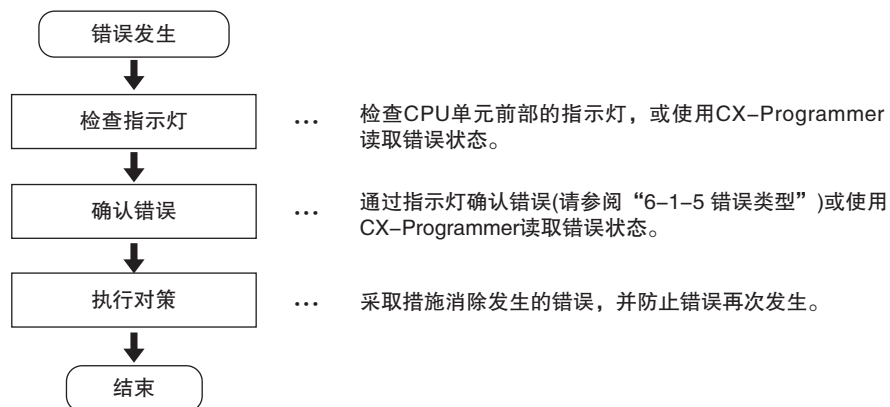 错误发生
检查指示灯
… 检查CPU单元前部的指示灯，或使用CX–Programmer
读取错误状态。
确认错误
… 通过指示灯确认错误(请参阅“6–1–5 错误类型”)或使用
CX–Programmer读取错误状态。
执行对策
… 采取措施消除发生的错误，并防止错误再次发生。
结束